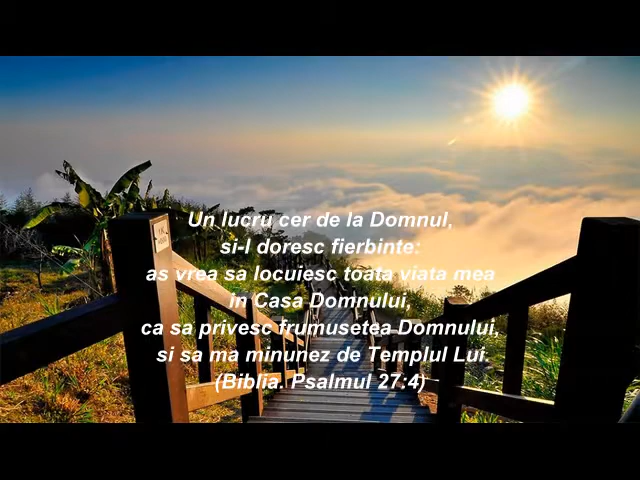 Un lucru cer de la Domnul,
si-l doresc fierbinte:
as vrea sa locuiesc toata viata mea
in Casa Domnului,
ca sa privesc frumusetea Domnului,
si sa ma minunez de Templul Lui.
(Biblia. Psalmul 27:4)